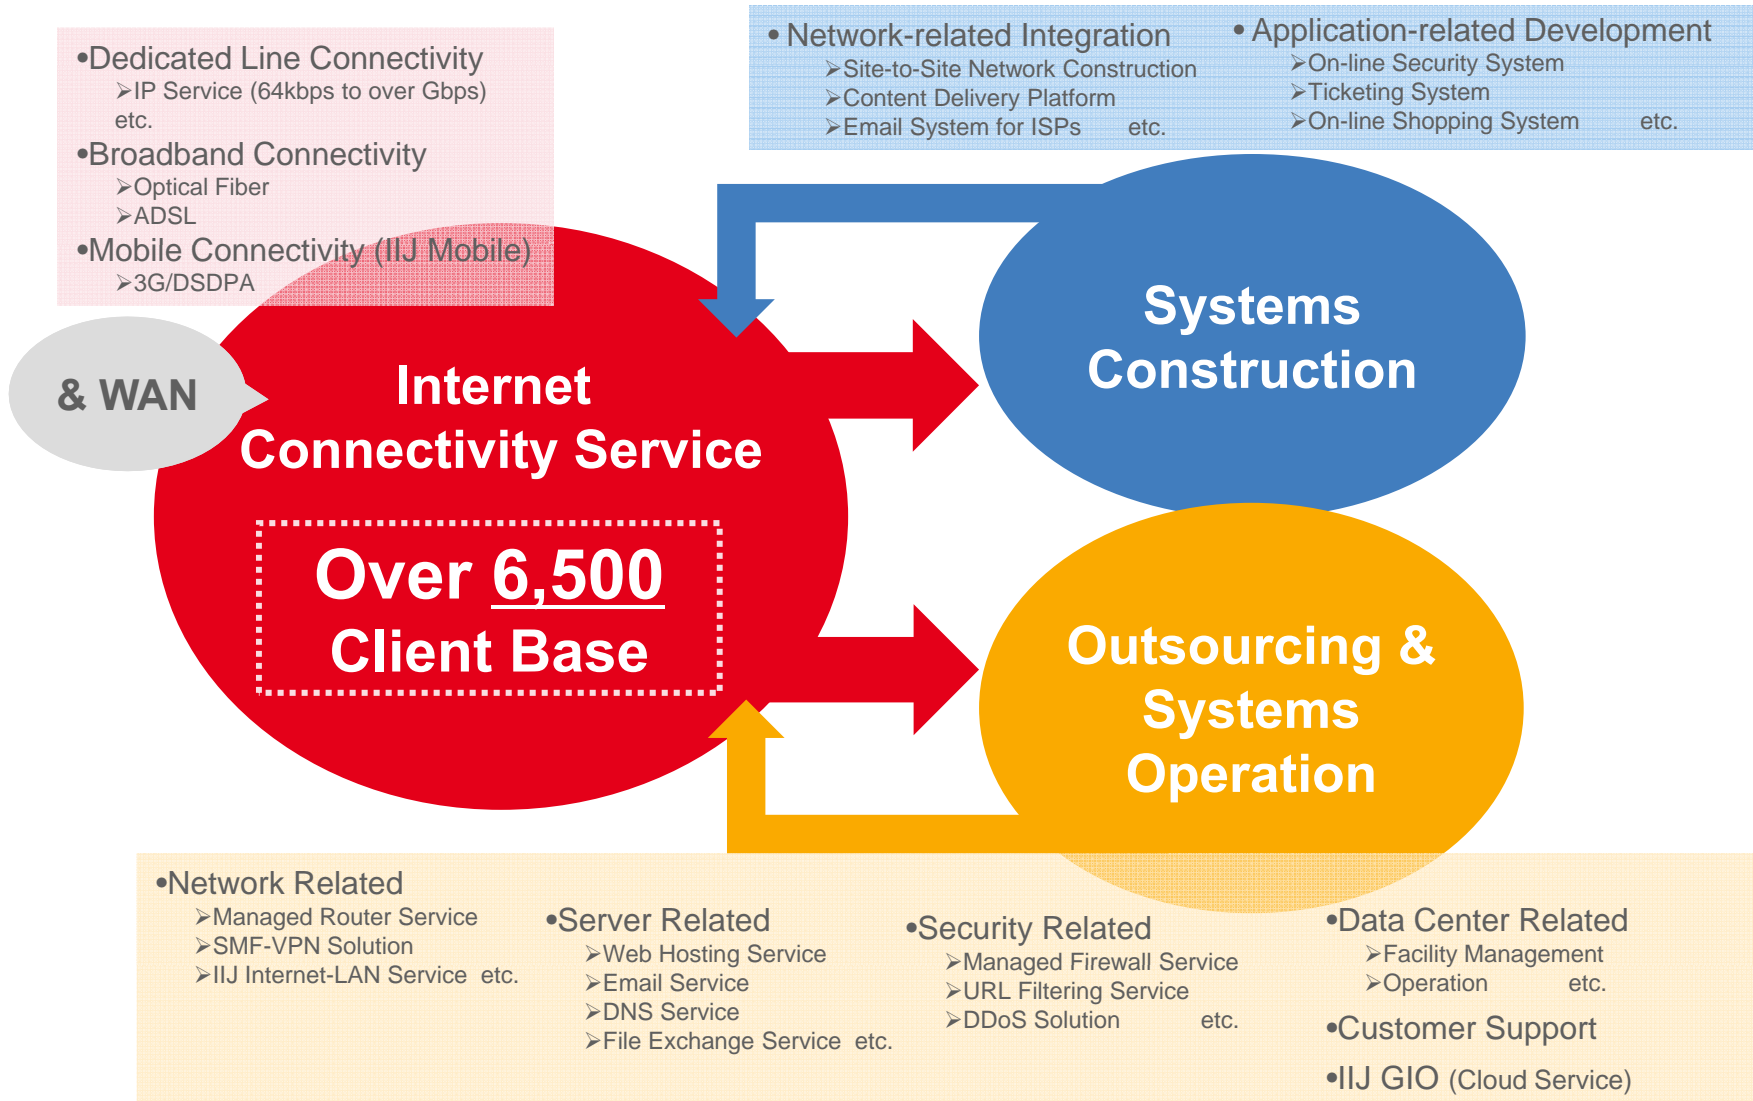 •Dedicated Line Connectivity
➢IP Service (64kbps to over Gbps)
etc.
•Broadband Connectivity
➢Optical Fiber
➢ADSL
•Mobile Connectivity (IIJ Mobile)
➢3G/DSDPA
• Network-related Integration
➢Site-to-Site Network Construction
➢Content Delivery Platform
➢Email System for ISPs etc.
• Application-related Development
➢On-line Security System
➢Ticketing System
➢On-line Shopping System etc.
& WAN
Internet
Connectivity Service
Over 6,500
Client Base
Systems
Construction
Outsourcing &
Systems
Operation
•Network Related
➢Managed Router Service
➢SMF-VPN Solution
➢IIJ Internet-LAN Service etc.
•Server Related
➢Web Hosting Service
➢Email Service
➢DNS Service
➢File Exchange Service etc.
•Security Related
➢Managed Firewall Service
➢URL Filtering Service
➢DDoS Solution etc.
•Data Center Related
➢Facility Management
➢Operation etc.
•Customer Support
•IIJ GIO (Cloud Service)